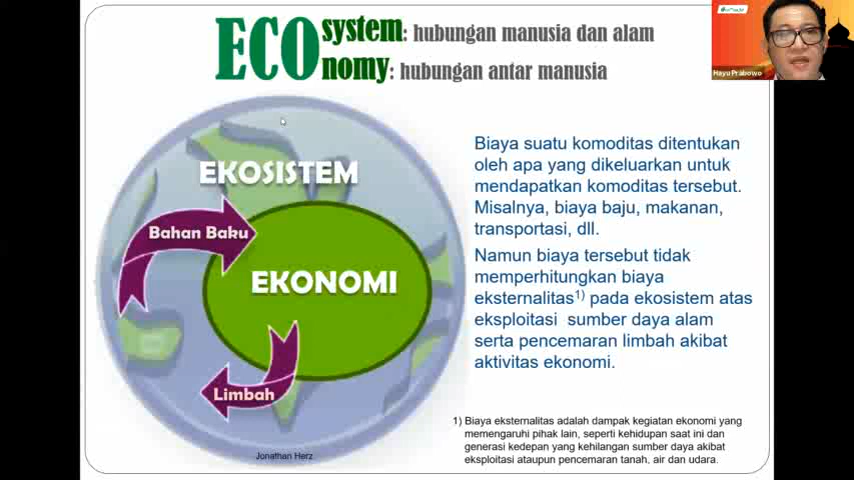 ECO
system: hubungan manusia dan alam
nomy: hubungan antar manusia
Hayu Prabowo
EKOSISTEM
Bahan Baku
EKONOMI
Limbah
Jonathan Herz
Biaya suatu komoditas ditentukan
oleh apa yang dikeluarkan untuk
mendapatkan komoditas tersebut.
Misalnya, biaya baju, makanan,
transportasi, dll.
Namun biaya tersebut tidak
memperhitungkan biaya
eksternalitas1) pada ekosistem atas
eksploitasi sumber daya alam
serta pencemaran limbah akibat
aktivitas ekonomi.
1) Biaya eksternalitas adalah dampak kegiatan ekonomi yang
memengaruhi pihak lain, seperti kehidupan saat ini dan
generasi kedepan yang kehilangan sumber daya akibat
eksploitasi ataupun pencemaran tanah, air dan udara.